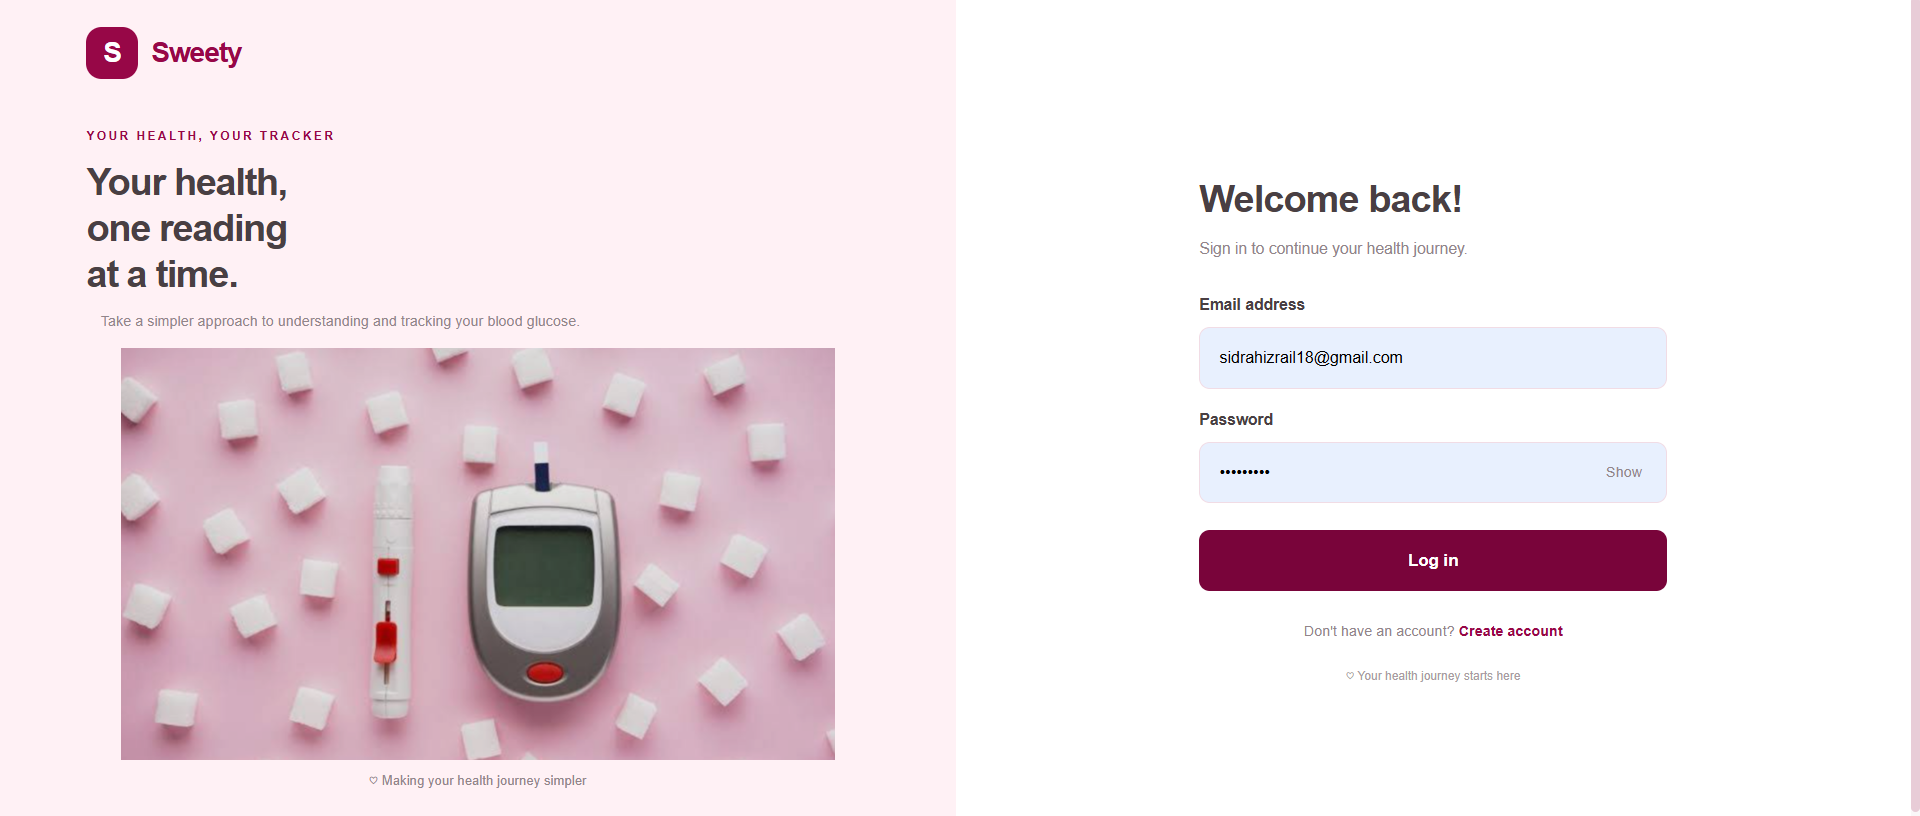 S Sweety
YOUR HEALTH, YOUR TRACKER
Your health,
one reading
at a time.
Take a simpler approach to understanding and tracking your blood glucose.
♡ Making your health journey simpler
Welcome back!
Sign in to continue your health journey.
Email address
sidrahizrail18@gmail.com
Password
•••••••••
Show
Log in
Don't have an account? Create account
♡ Your health journey starts here